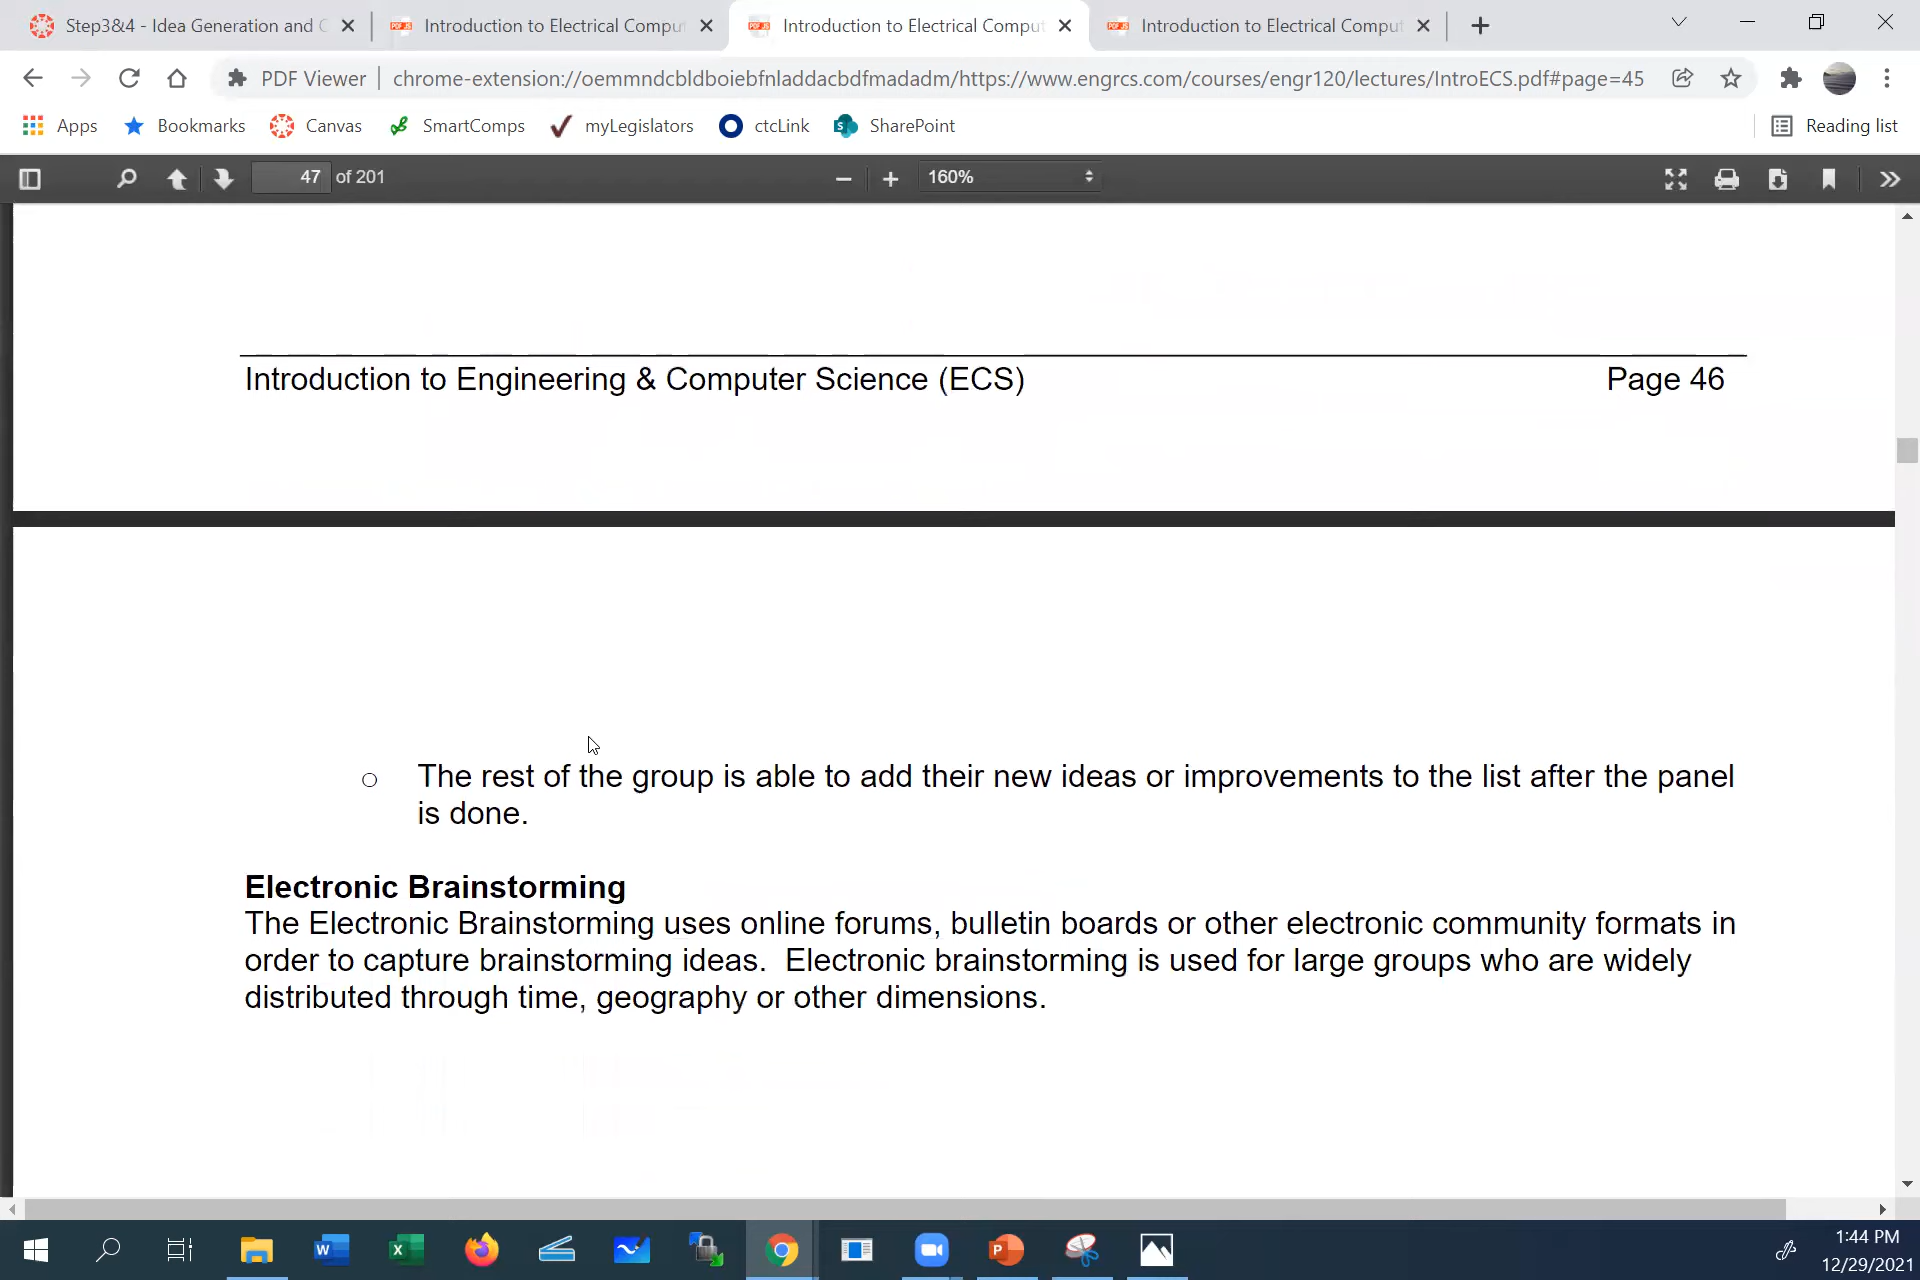 Step3&4 - Idea Generation and C
Introduction to Electrical Comput
Introduction to Electrical Comput
Introduction to Electrical Comput
PDF Viewer
chrome-extension://oemmndcbldboiebfnladdacbdfmadadm/https://www.engrcs.com/courses/engr120/lectures/IntroECS.pdf#page=45
Apps
Bookmarks
Canvas
SmartComps
myLegislators
ctcLink
SharePoint
Reading list
47 of 201
160%
Introduction to Engineering & Computer Science (ECS) Page 46
o The rest of the group is able to add their new ideas or improvements to the list after the panel
is done.
Electronic Brainstorming
The Electronic Brainstorming uses online forums, bulletin boards or other electronic community formats in
order to capture brainstorming ideas. Electronic brainstorming is used for large groups who are widely
distributed through time, geography or other dimensions.
1:44 PM
12/29/2021